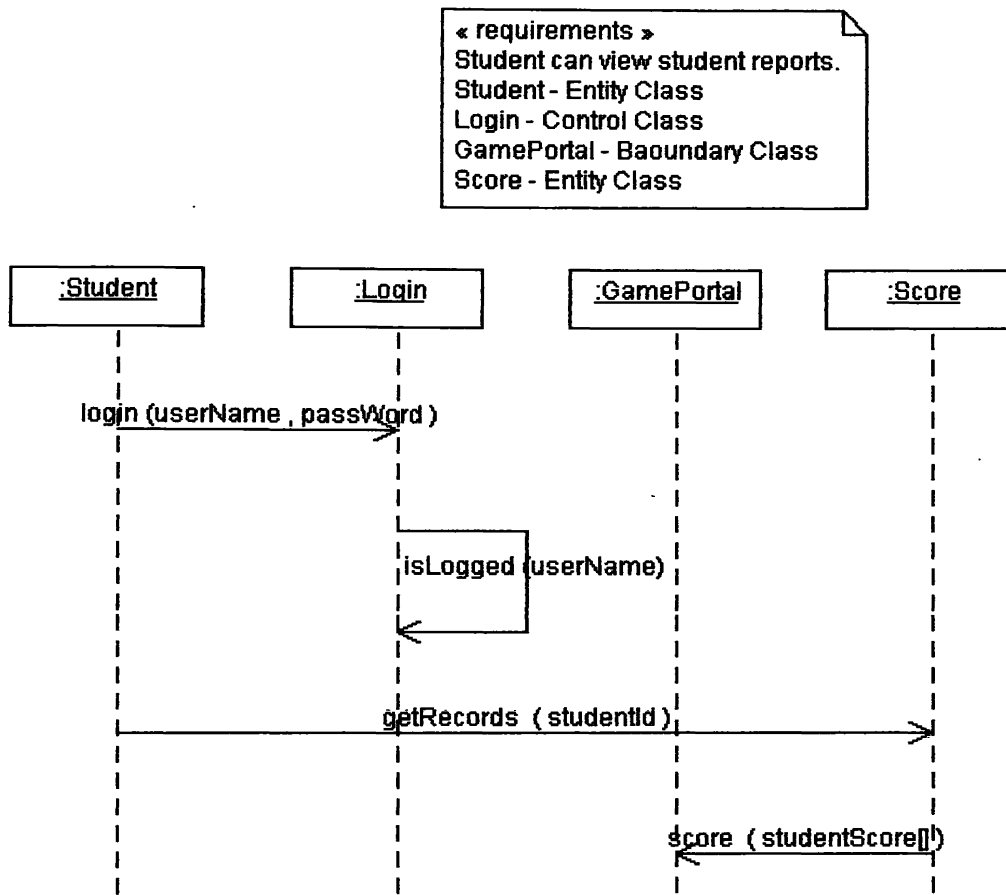 « requirements »
Student can view student reports.
Student - Entity Class
Login - Control Class
GamePortal - Baoundary Class
Score - Entity Class
:Student
:Login
:GamePortal
:Score
login (userName , passWord )
isLogged (userName)
getRecords ( studentId )
score ( studentScore[] )